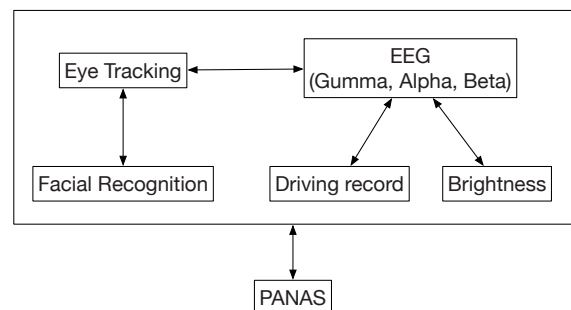 Eye Tracking
EEG
(Gumma, Alpha, Beta)
Facial Recognition
Driving record
Brightness
PANAS